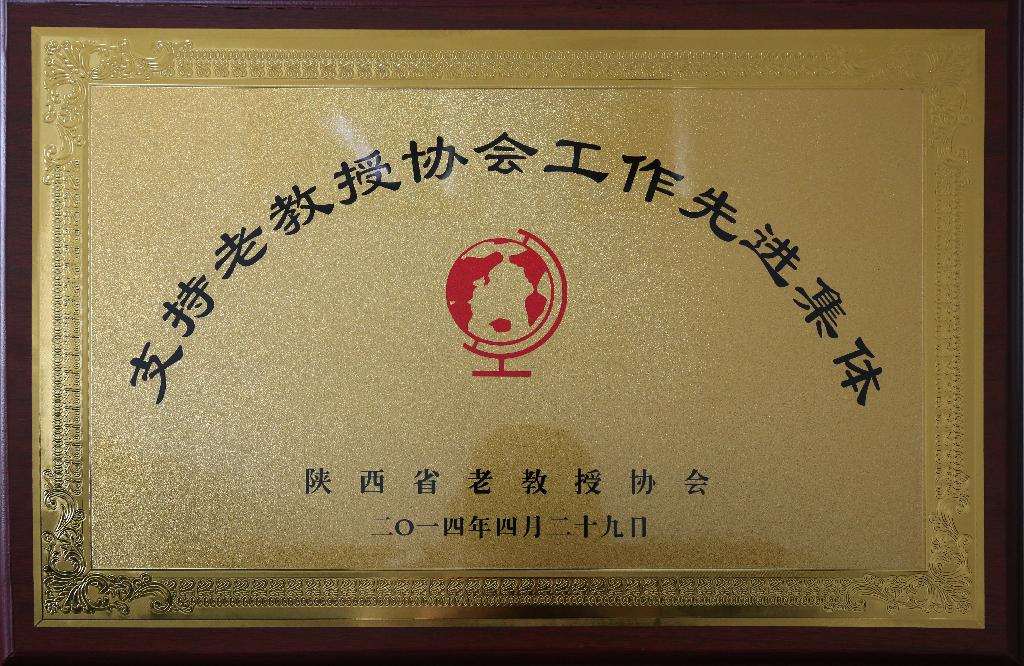 支持老教授协会工作先进集体
陕西省老教授协会
二〇一四年四月二十九日